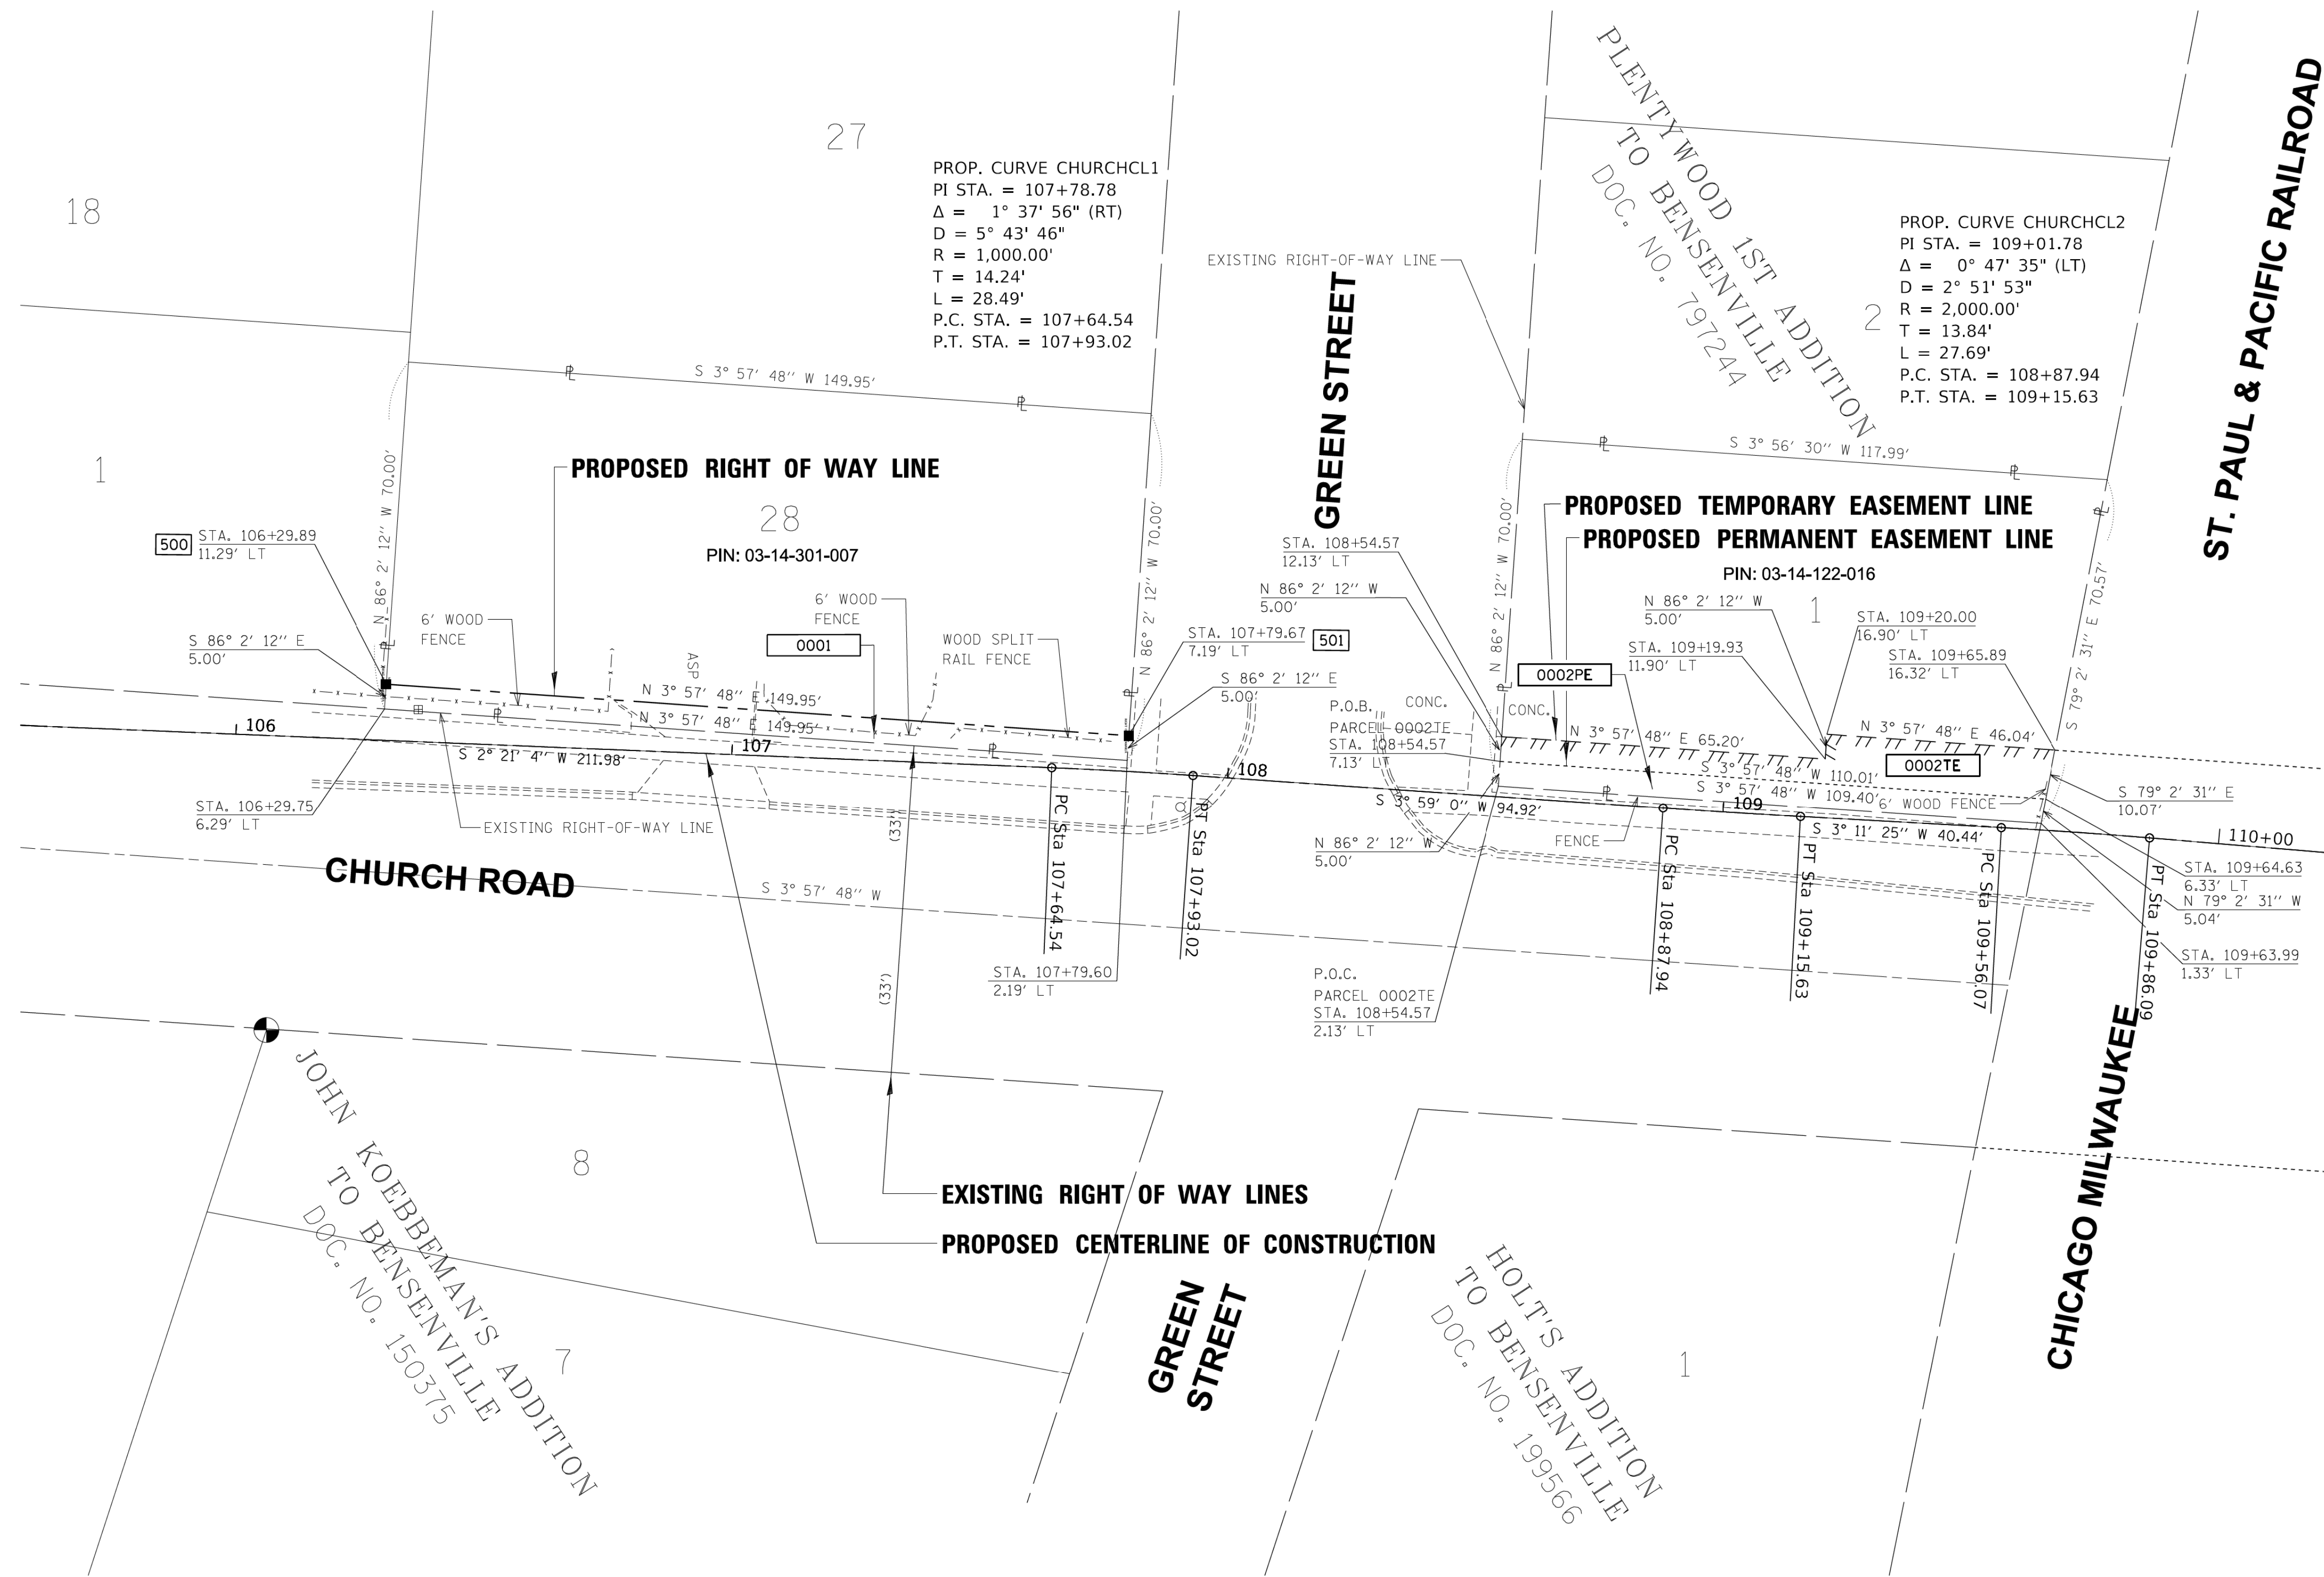 18
27
1
PROP. CURVE CHURCHCL1
PI STA. = 107+78.78
Δ = 1° 37' 56" (RT)
D = 5° 43' 46"
R = 1,000.00'
T = 14.24'
L = 28.49'
P.C. STA. = 107+64.54
P.T. STA. = 107+93.02
PLENTYWOOD 1ST ADDITION
TO BENSENVILLE
DOC. NO. 797244
2
PROP. CURVE CHURCHCL2
PI STA. = 109+01.78
Δ = 0° 47' 35" (LT)
D = 2° 51' 53"
R = 2,000.00'
T = 13.84'
L = 27.69'
P.C. STA. = 108+87.94
P.T. STA. = 109+15.63
ST. PAUL & PACIFIC RAILROAD
EXISTING RIGHT-OF-WAY LINE
GREEN STREET
S 3° 57' 48'' W 149.95'
S 3° 56' 30'' W 117.99'
PROPOSED RIGHT OF WAY LINE
28
PIN: 03-14-301-007
500
STA. 106+29.89
11.29' LT
N 86° 2' 12'' W 70.00'
N 86° 2' 12'' W 70.00'
S 86° 2' 12'' E
5.00'
6' WOOD
FENCE
0001
6' WOOD
FENCE
WOOD SPLIT
RAIL FENCE
ASP
STA. 107+79.67
7.19' LT
501
S 86° 2' 12'' E
5.00'
N 3° 57' 48'' E 149.95'
N 3° 57' 48'' E 149.95'
106
107
108
S 2° 21' 4'' W 211.98'
STA. 106+29.75
6.29' LT
EXISTING RIGHT-OF-WAY LINE
CHURCH ROAD
S 3° 57' 48'' W
(33')
(33')
PC Sta 107+64.54
PT Sta 107+93.02
STA. 107+79.60
2.19' LT
PROPOSED TEMPORARY EASEMENT LINE
PROPOSED PERMANENT EASEMENT LINE
PIN: 03-14-122-016
1
STA. 108+54.57
12.13' LT
N 86° 2' 12'' W
5.00'
N 86° 2' 12'' W 70.00'
0002PE
N 86° 2' 12'' W
5.00'
STA. 109+19.93
11.90' LT
STA. 109+20.00
16.90' LT
STA. 109+65.89
16.32' LT
S 79° 2' 31'' E 70.57'
P.O.B.
PARCEL 0002TE
STA. 108+54.57
7.13' LT
CONC.
CONC.
N 3° 57' 48'' E 65.20'
N 3° 57' 48'' E 46.04'
0002TE
S 3° 57' 48'' W 110.01'
S 3° 57' 48'' W 109.40'
6' WOOD FENCE
S 3° 59' 0'' W 94.92'
109
S 3° 11' 25'' W 40.44'
110+00
FENCE
N 86° 2' 12'' W
5.00'
S 79° 2' 31'' E
10.07'
STA. 109+64.63
6.33' LT
N 79° 2' 31'' W
5.04'
STA. 109+63.99
1.33' LT
PC Sta 108+87.94
PT Sta 109+15.63
PC Sta 109+56.07
PT Sta 109+86.09
P.O.C.
PARCEL 0002TE
STA. 108+54.57
2.13' LT
CHICAGO MILWAUKEE
JOHN KOEBBEMAN'S ADDITION
TO BENSENVILLE
DOC. NO. 150375
8
7
EXISTING RIGHT OF WAY LINES
PROPOSED CENTERLINE OF CONSTRUCTION
GREEN
STREET
HOLT'S ADDITION
TO BENSENVILLE
DOC. NO. 199566
1